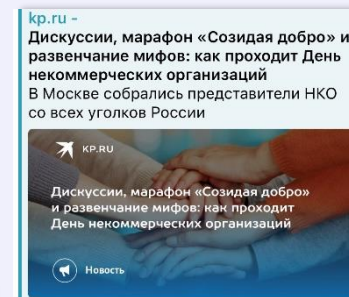 kp.ru -
Дискуссии, марафон «Созидая добро» и
развенчание мифов: как проходит День
некоммерческих организаций
В Москве собрались представители НКО
со всех уголков России
KP.RU
Дискуссии, марафон «Созидая добро»
и развенчание мифов: как проходит
День некоммерческих организаций
Новость